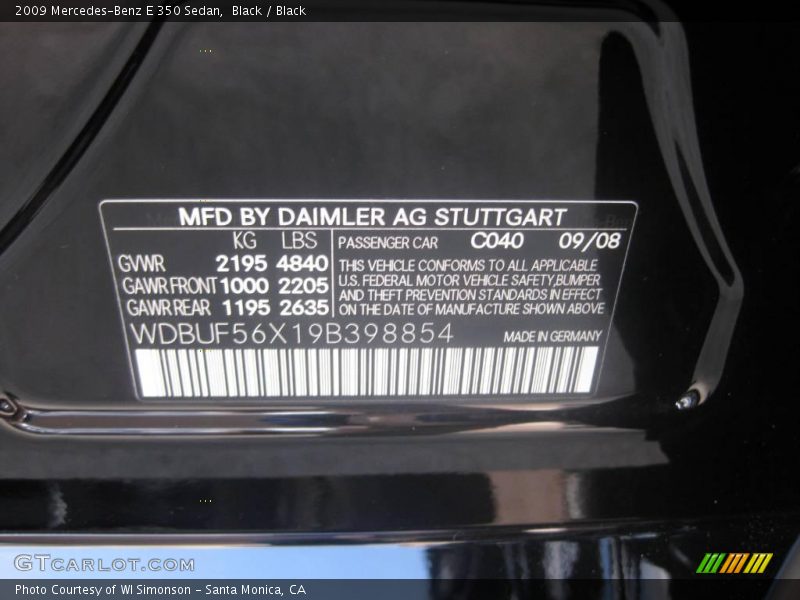 2009 Mercedes-Benz E 350 Sedan,  Black / Black
MFD BY DAIMLER AG STUTTGART
KG LBS
GVWR 2195 4840
GAWR FRONT 1000 2205
GAWR REAR 1195 2635
PASSENGER CAR C040 09/08
THIS VEHICLE CONFORMS TO ALL APPLICABLE
U.S. FEDERAL MOTOR VEHICLE SAFETY,BUMPER
AND THEFT PREVENTION STANDARDS IN EFFECT
ON THE DATE OF MANUFACTURE SHOWN ABOVE
WDBUF56X19B398854
MADE IN GERMANY
GTCARLOT.COM
Photo Courtesy of WI Simonson - Santa Monica, CA